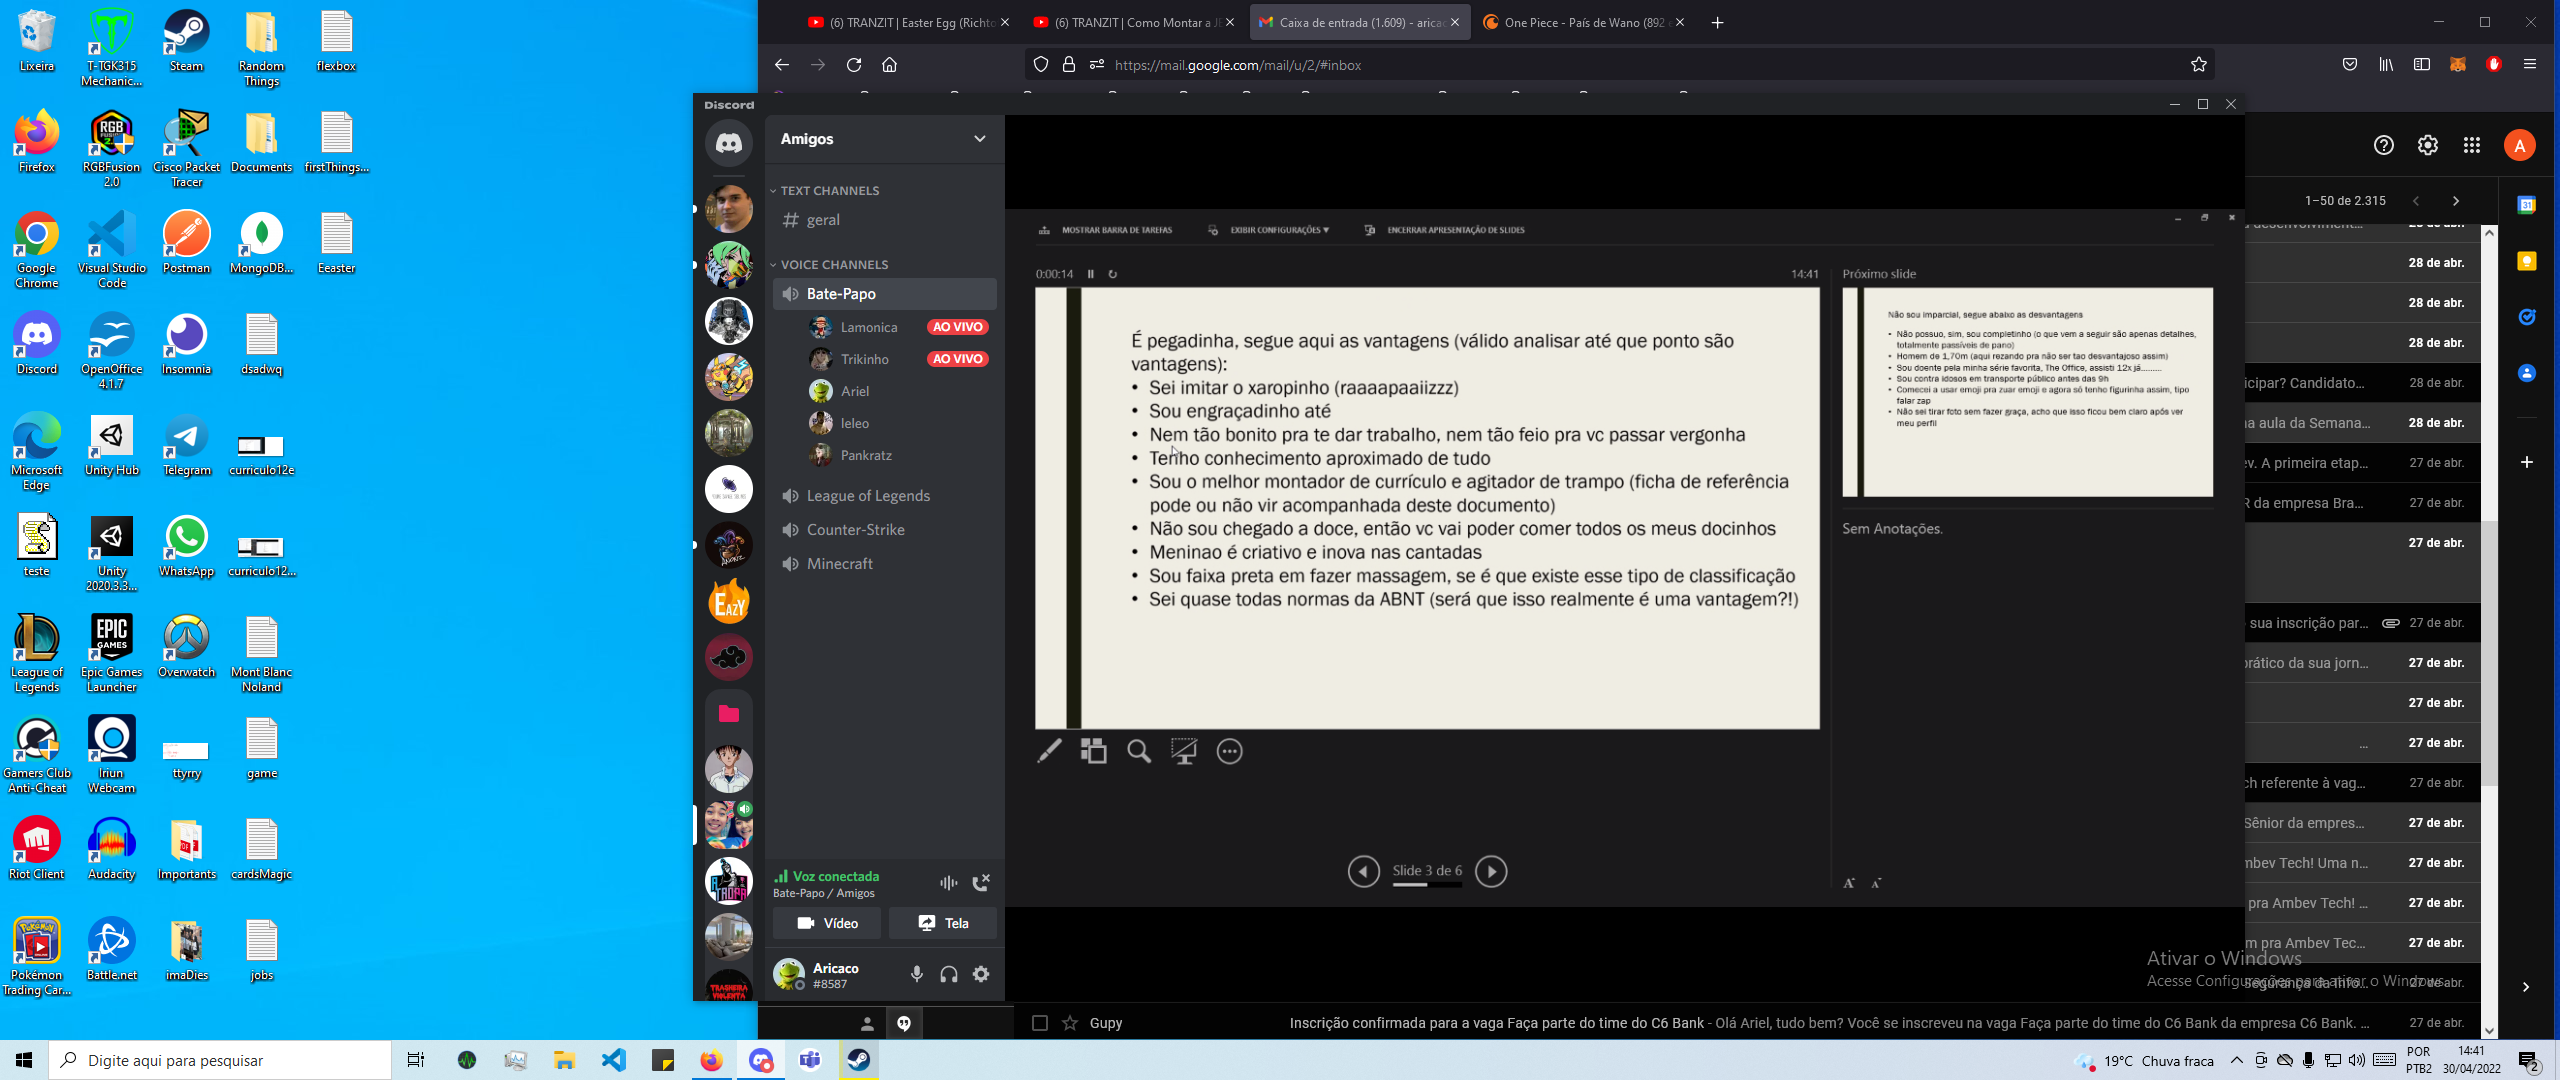 Lixeira
T-TGK315
Mechanic...
Steam
Random
Things
flexbox
Firefox
RGBFusion
2.0
Cisco Packet
Tracer
Documents
firstThings...
Google
Chrome
Visual Studio
Code
Postman
MongoDB...
Eeaster
Discord
OpenOffice
4.1.7
Insomnia
dsadwq
Microsoft
Edge
Unity Hub
Telegram
curriculo12e
teste
Unity
2020.3.3...
WhatsApp
curriculo12...
League of
Legends
Epic Games
Launcher
Overwatch
Mont Blanc
Noland
Gamers Club
Anti-Cheat
Iriun
Webcam
ttyrry
game
Riot Client
Audacity
Importants
cardsMagic
Pokémon
Trading Car...
Battle.net
imaDies
jobs
(6) TRANZIT | Easter Egg (Richto
(6) TRANZIT | Como Montar a JE
Caixa de entrada (1.609) - aricac
One Piece - País de Wano (892 e
https://mail.google.com/mail/u/2/#inbox
Discord
Amigos
TEXT CHANNELS
geral
VOICE CHANNELS
Bate-Papo
Lamonica AO VIVO
Trikinho AO VIVO
Ariel
leleo
Pankratz
League of Legends
Counter-Strike
Minecraft
Voz conectada
Bate-Papo / Amigos
Vídeo
Tela
Aricaco
#8587
MOSTRAR BARRA DE TAREFAS
EXIBIR CONFIGURAÇÕES ▼
ENCERRAR APRESENTAÇÃO DE SLIDES
0:00:14
14:41
É pegadinha, segue aqui as vantagens (válido analisar até que ponto são
vantagens):
• Sei imitar o xaropinho (raaaapaaiizzz)
• Sou engraçadinho até
• Nem tão bonito pra te dar trabalho, nem tão feio pra vc passar vergonha
• Tenho conhecimento aproximado de tudo
• Sou o melhor montador de currículo e agitador de trampo (ficha de referência
pode ou não vir acompanhada deste documento)
• Não sou chegado a doce, então vc vai poder comer todos os meus docinhos
• Meninao é criativo e inova nas cantadas
• Sou faixa preta em fazer massagem, se é que existe esse tipo de classificação
• Sei quase todas normas da ABNT (será que isso realmente é uma vantagem?!)
Slide 3 de 6
Próximo slide
Não sou imparcial, segue abaixo as desvantagens
• Não possuo, sim, sou completinho (o que vem a seguir são apenas detalhes,
totalmente passíveis de pano)
• Homem de 1,70m (aqui rezando pra não ser tao desvantajoso assim)
• Sou doente pela minha série favorita, The Office, assisti 12x já.........
• Sou contra idosos em transporte público antes das 9h
• Comecei a usar emoji pra zuar emoji e agora só tenho figurinha assim, tipo
falar zap
• Não sei tirar foto sem fazer graça, acho que isso ficou bem claro após ver
meu perfil
Sem Anotações.
A
1–50 de 2.315
28 de abr.
28 de abr.
28 de abr.
icipar? Candidato... 28 de abr.
na aula da Semana... 28 de abr.
ev. A primeira etap... 27 de abr.
R da empresa Bra... 27 de abr.
27 de abr.
sua inscrição par... 27 de abr.
prático da sua jorn... 27 de abr.
27 de abr.
... 27 de abr.
ch referente à vag... 27 de abr.
Sênior da empres... 27 de abr.
mbev Tech! Uma n... 27 de abr.
pra Ambev Tech! ... 27 de abr.
m pra Ambev Tec... 27 de abr.
Ativar o Windows
Acesse Configurações para ativar o Windows.
Gupy
Inscrição confirmada para a vaga Faça parte do time do C6 Bank - Olá Ariel, tudo bem? Você se inscreveu na vaga Faça parte do time do C6 Bank da empresa C6 Bank. ...
27 de abr.
Digite aqui para pesquisar
19°C Chuva fraca
POR
PTB2
14:41
30/04/2022
2